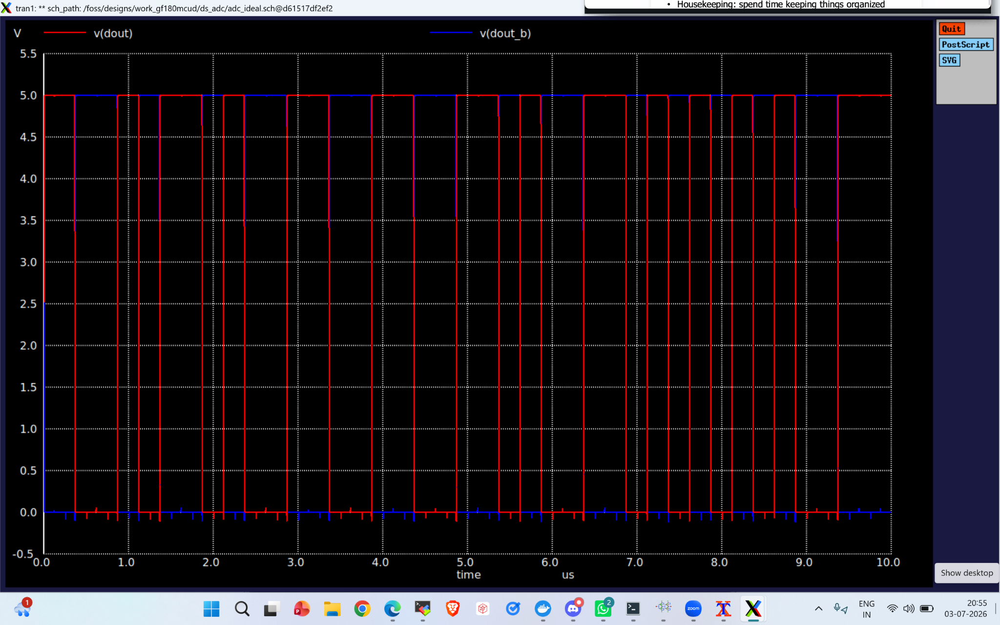 tran1: ** sch_path: /foss/designs/work_gf180mcud/ds_adc/adc_ideal.sch@d61517df2ef2
• Housekeeping: spend time keeping things organized
V v(dout) v(dout_b)
Quit
PostScript
SVG
5.5
5.0
4.5
4.0
3.5
3.0
2.5
2.0
1.5
1.0
0.5
0.0
-0.5
0.0 1.0 2.0 3.0 4.0 5.0 6.0 7.0 8.0 9.0 10.0
time us
Show desktop
1
P
2
zoom
ENG
IN
20:55
03-07-2026